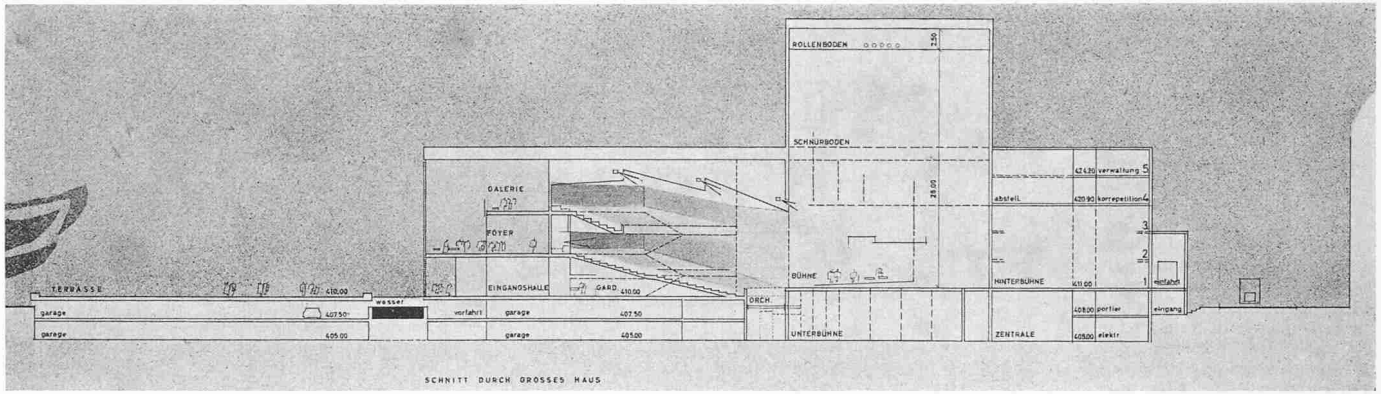 ROLLENBODEN
2.50
SCHNÜRBODEN
26.00
424.20 verwaltung 5
abstell. 420.90 korrepetition 4
GALERIE
FOYER
3
2
BÜHNE
HINTERBÜHNE 411.00 1 einfahrt
EINGANGSHALLE GARD. 410.00
TERRASSE 410.00
wasser
ORCH.
garage 407.50
vorfahrt garage 407.50
408.00 portier eingang
garage 405.00
garage 405.00
UNTERBÜHNE
ZENTRALE 405.00 elektr.
SCHNITT DURCH GROSSES HAUS